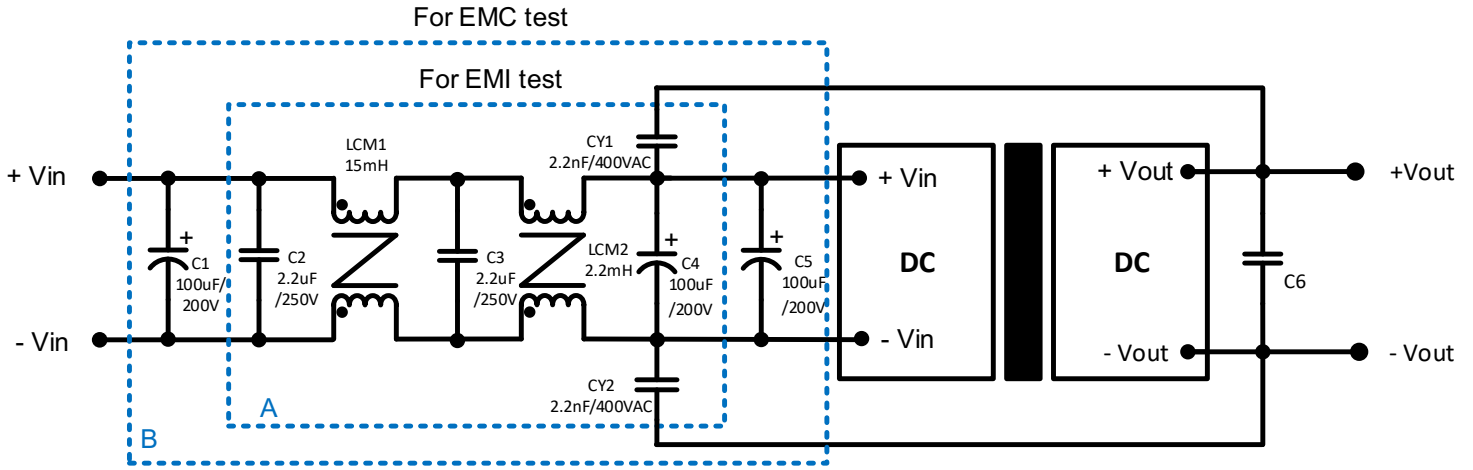 For EMC test
For EMI test
LCM1
15mH
CY1
2.2nF/400VAC
+ Vin
+ Vin
+ Vout
+Vout
+
C1
100uF/
200V
C2
2.2uF
/250V
C3
2.2uF
/250V
LCM2
2.2mH
+
C4
100uF
/200V
+
C5
100uF
/200V
DC
DC
C6
- Vin
- Vin
- Vout
- Vout
CY2
2.2nF/400VAC
A
B